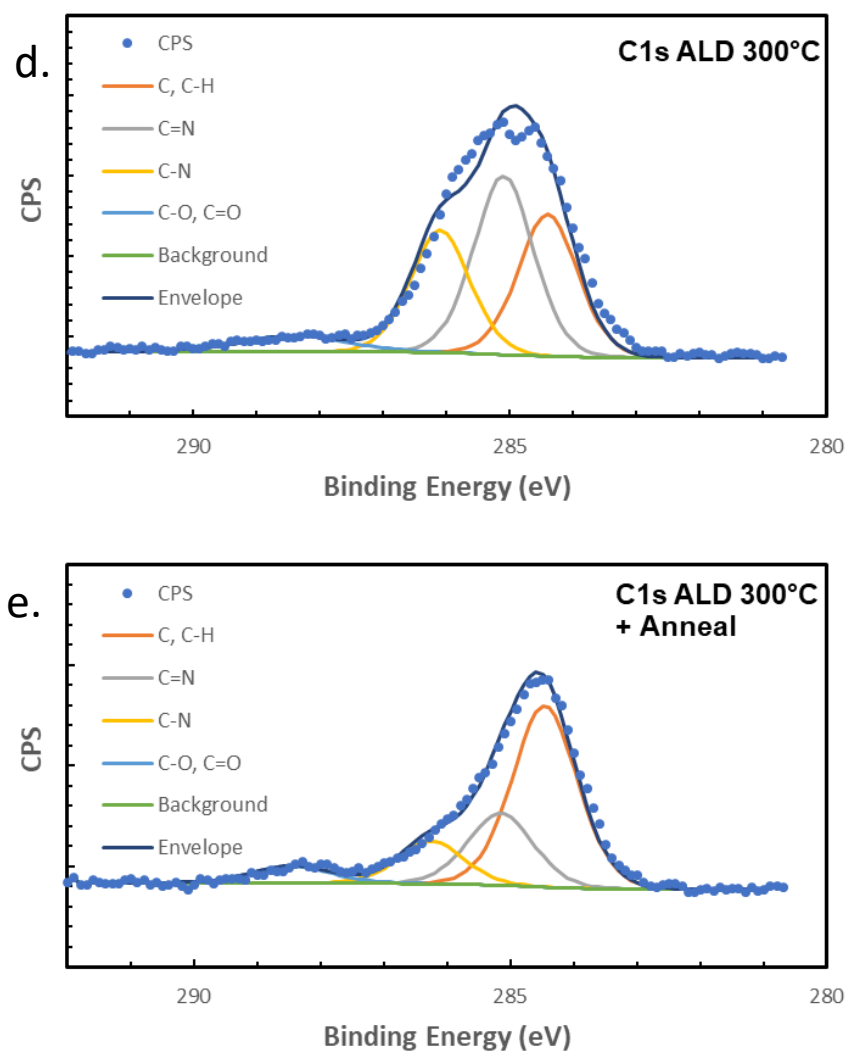 d.
C1s ALD 300°C
CPS
C, C-H
C=N
C-N
C-O, C=O
Background
Envelope
CPS
290
285
280
Binding Energy (eV)
e.
C1s ALD 300°C
+ Anneal
CPS
C, C-H
C=N
C-N
C-O, C=O
Background
Envelope
CPS
290
285
280
Binding Energy (eV)